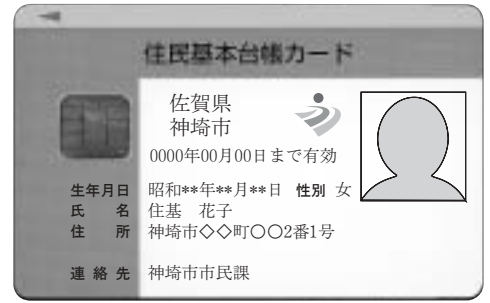 住民基本台帳カード
佐賀県
神埼市
0000年00月00日まで有効
生年月日 昭和**年**月**日 性別 女
氏 名 住基 花子
住 所 神埼市◇◇町○○2番1号
連絡先 神埼市市民課